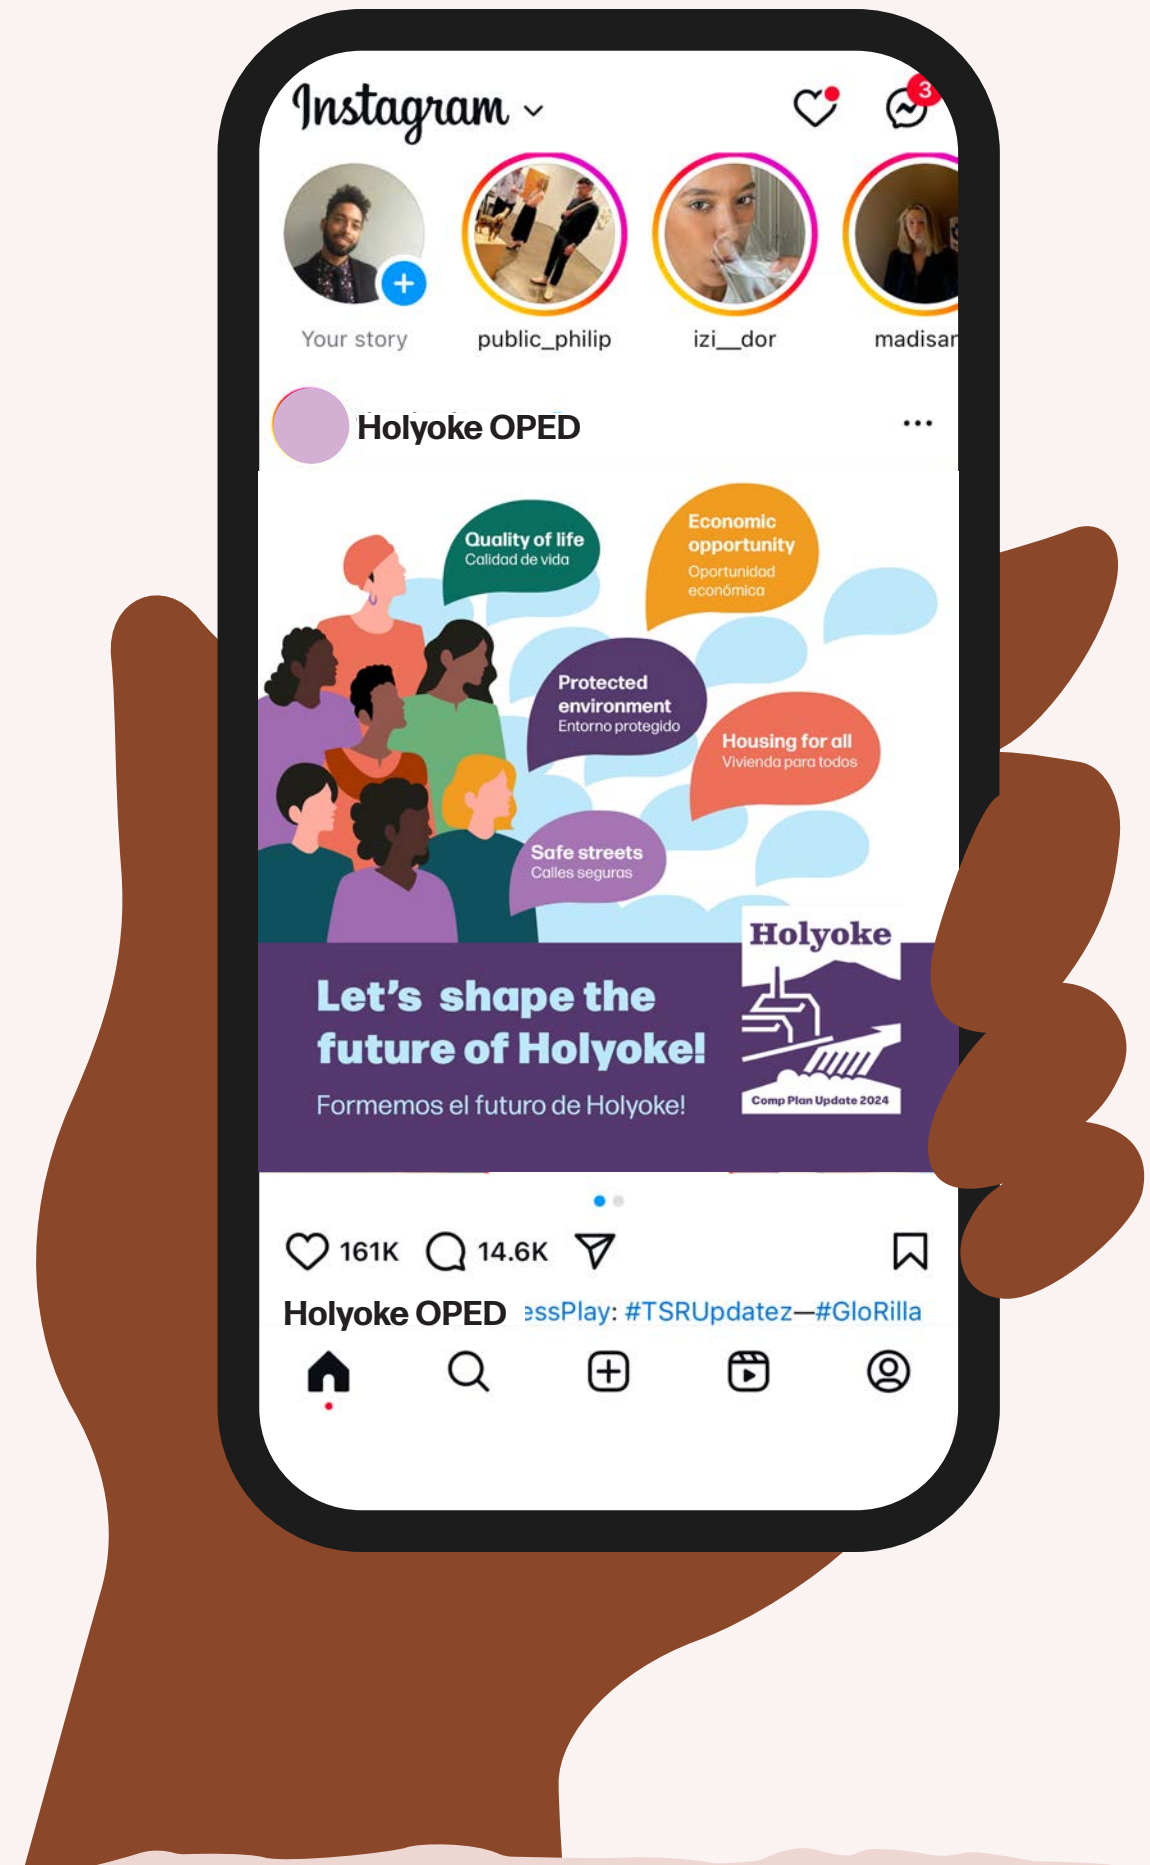 Instagram
3
Your story
public_philip
izi__dor
madisar
Holyoke OPED
Quality of life
Calidad de vida
Economic
opportunity
Oportunidad
económica
Protected
environment
Entorno protegido
Housing for all
Vivienda para todos
Safe streets
Calles seguras
Holyoke
Let's shape the
future of Holyoke!
Formemos el futuro de Holyoke!
Comp Plan Update 2024
161K
14.6K
Holyoke OPED essPlay: #TSRUpdatez—#GloRilla